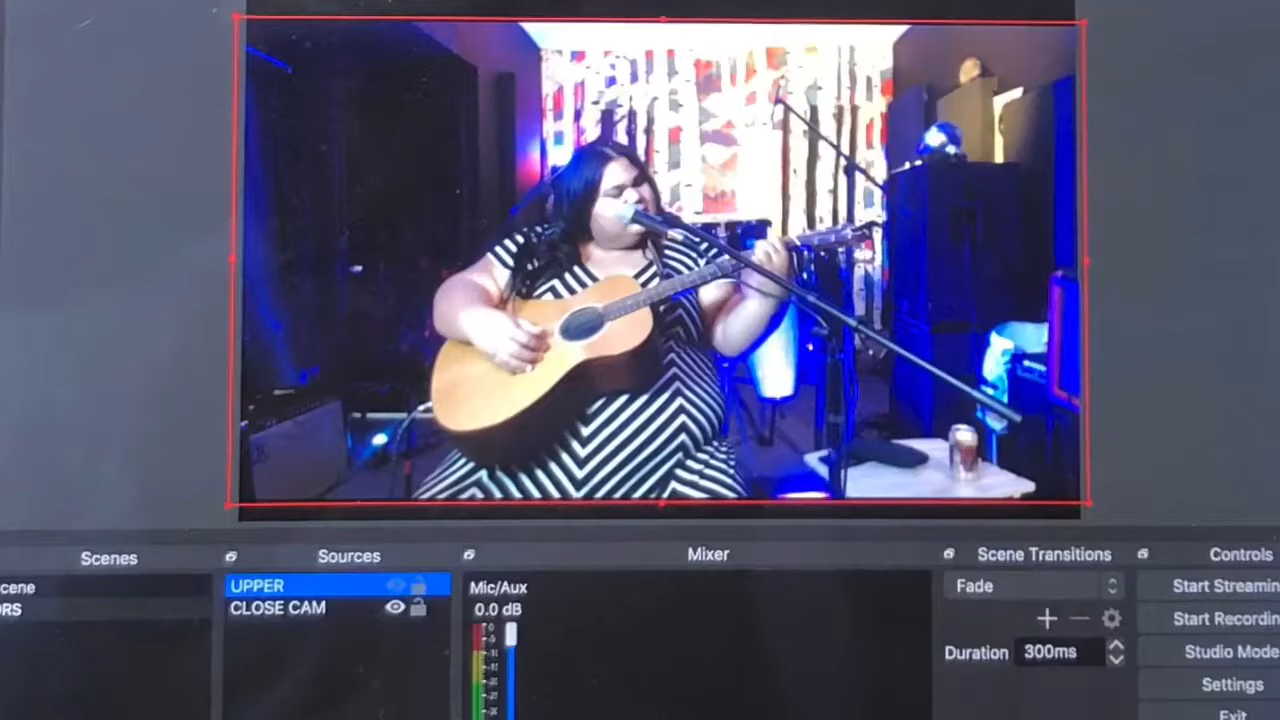 Scenes
Sources
Mixer
Scene Transitions
Controls
cene
ORS
UPPER
CLOSE CAM
Mic/Aux
0.0 dB
Fade
Duration
300ms
Start Streamin
Start Recordin
Studio Mode
Settings
Exit